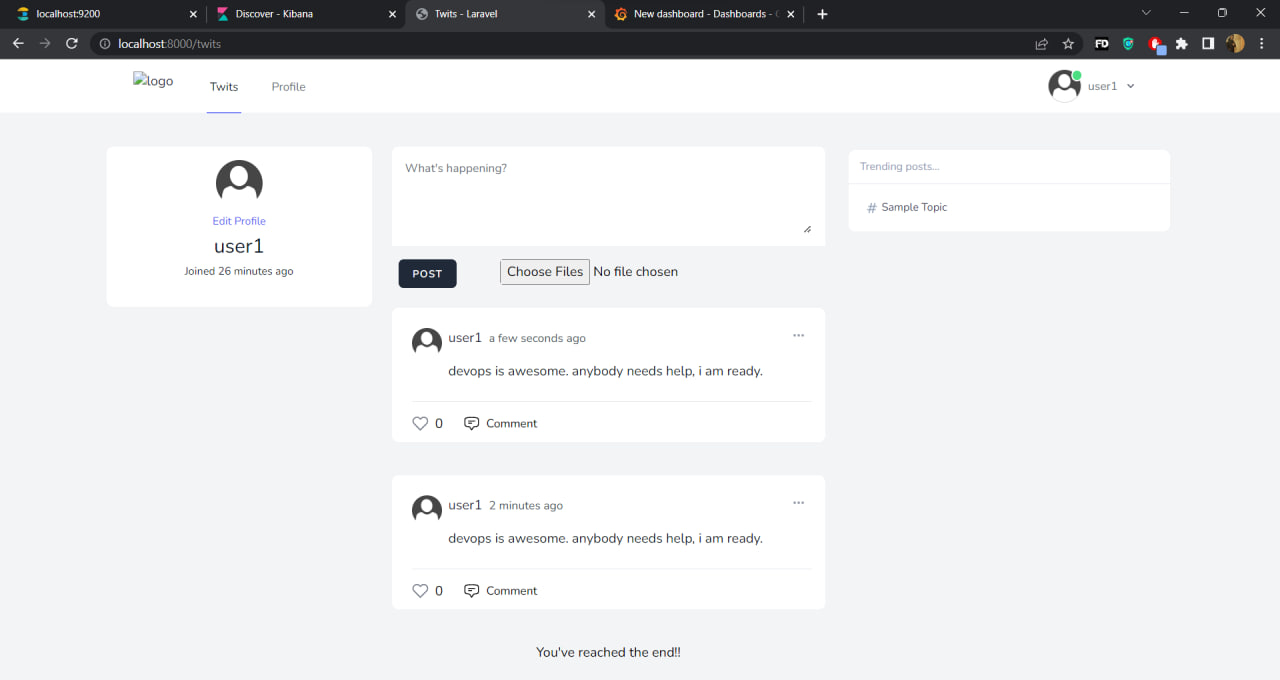 localhost:9200
Discover - Kibana
Twits - Laravel
New dashboard - Dashboards -
localhost:8000/twits
FD
logo
Twits
Profile
user1
Edit Profile
user1
Joined 26 minutes ago
What's happening?
POST
Choose Files No file chosen
user1 a few seconds ago
devops is awesome. anybody needs help, i am ready.
0 Comment
user1 2 minutes ago
devops is awesome. anybody needs help, i am ready.
0 Comment
You've reached the end!!
Trending posts...
# Sample Topic